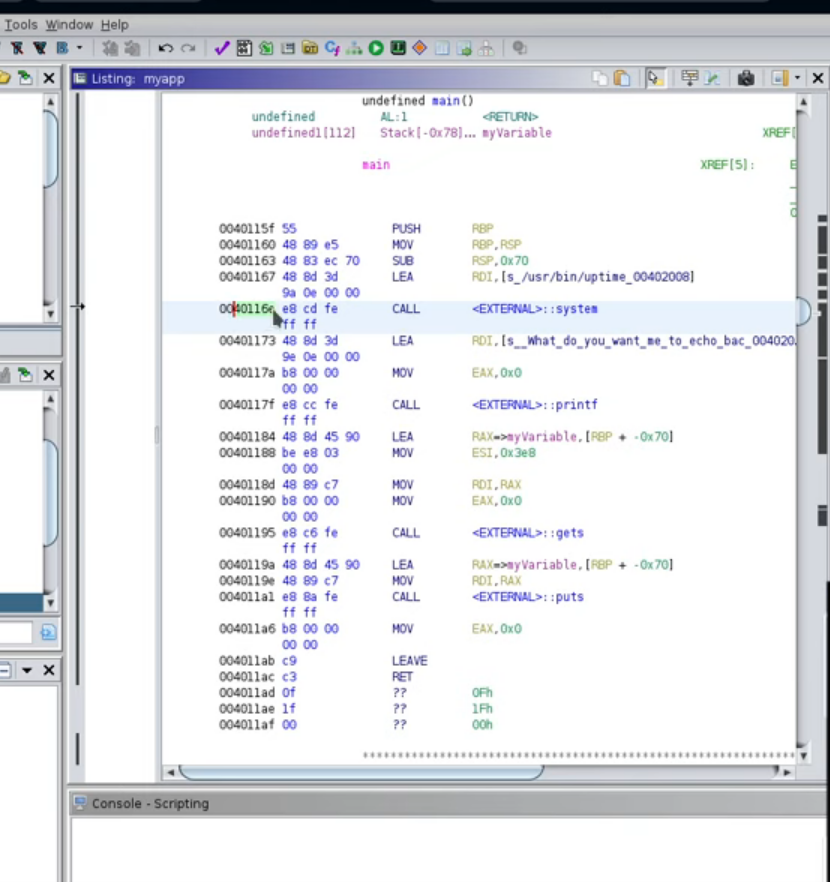 Tools Window Help
Listing: myapp
undefined main()
undefined AL:1 <RETURN>
undefined1[112] Stack[-0x78]... myVariable XREF[
main XREF[5]: E
0040115f 55 PUSH RBP
00401160 48 89 e5 MOV RBP,RSP
00401163 48 83 ec 70 SUB RSP,0x70
00401167 48 8d 3d LEA RDI,[s_/usr/bin/uptime_00402008]
9a 0e 00 00
0040116e e8 cd fe CALL <EXTERNAL>::system
ff ff
00401173 48 8d 3d LEA RDI,[s__What_do_you_want_me_to_echo_bac_004020
9e 0e 00 00
0040117a b8 00 00 MOV EAX,0x0
00 00
0040117f e8 cc fe CALL <EXTERNAL>::printf
ff ff
00401184 48 8d 45 90 LEA RAX=>myVariable,[RBP + -0x70]
00401188 be e8 03 MOV ESI,0x3e8
00 00
0040118d 48 89 c7 MOV RDI,RAX
00401190 b8 00 00 MOV EAX,0x0
00 00
00401195 e8 c6 fe CALL <EXTERNAL>::gets
ff ff
0040119a 48 8d 45 90 LEA RAX=>myVariable,[RBP + -0x70]
0040119e 48 89 c7 MOV RDI,RAX
004011a1 e8 8a fe CALL <EXTERNAL>::puts
ff ff
004011a6 b8 00 00 MOV EAX,0x0
00 00
004011ab c9 LEAVE
004011ac c3 RET
004011ad 0f ?? 0Fh
004011ae 1f ?? 1Fh
004011af 00 ?? 00h
Console - Scripting